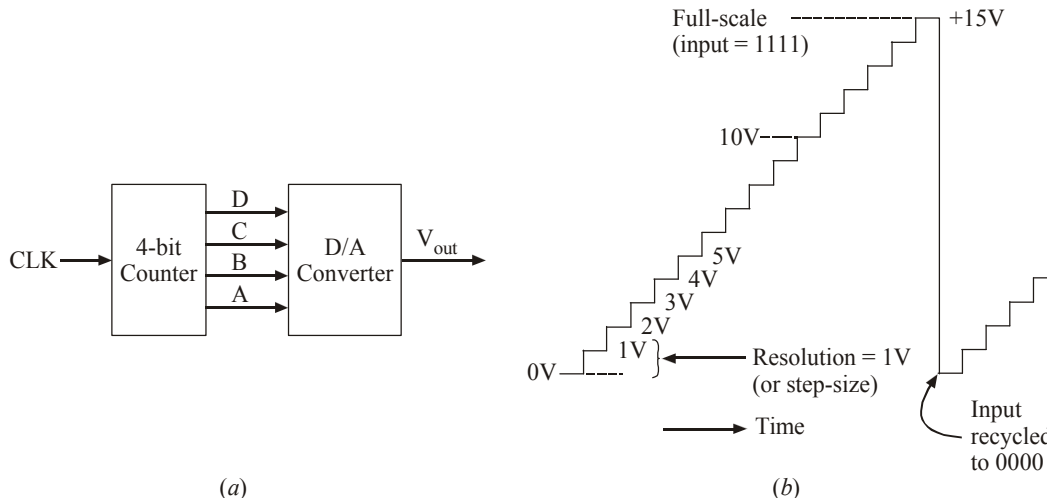 CLK
4-bit
Counter
D
C
B
A
D/A
Converter
Vout
(a)
Full-scale
(input = 1111)
+15V
10V
5V
4V
3V
2V
1V
0V
Resolution = 1V
(or step-size)
Time
Input
recycled
to 0000
(b)